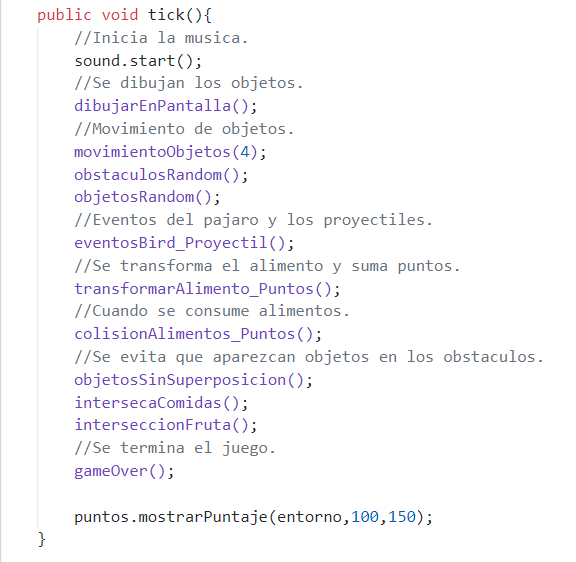 public void tick(){
//Inicia la musica.
sound.start();
//Se dibujan los objetos.
dibujarEnPantalla();
//Movimiento de objetos.
movimientoObjetos(4);
obstaculosRandom();
objetosRandom();
//Eventos del pajaro y los proyectiles.
eventosBird_Proyectil();
//Se transforma el alimento y suma puntos.
transformarAlimento_Puntos();
//Cuando se consume alimentos.
colisionAlimentos_Puntos();
//Se evita que aparezcan objetos en los obstaculos.
objetosSinSuperposicion();
intersecaComidas();
interseccionFruta();
//Se termina el juego.
gameOver();
puntos.mostrarPuntaje(entorno,100,150);
}